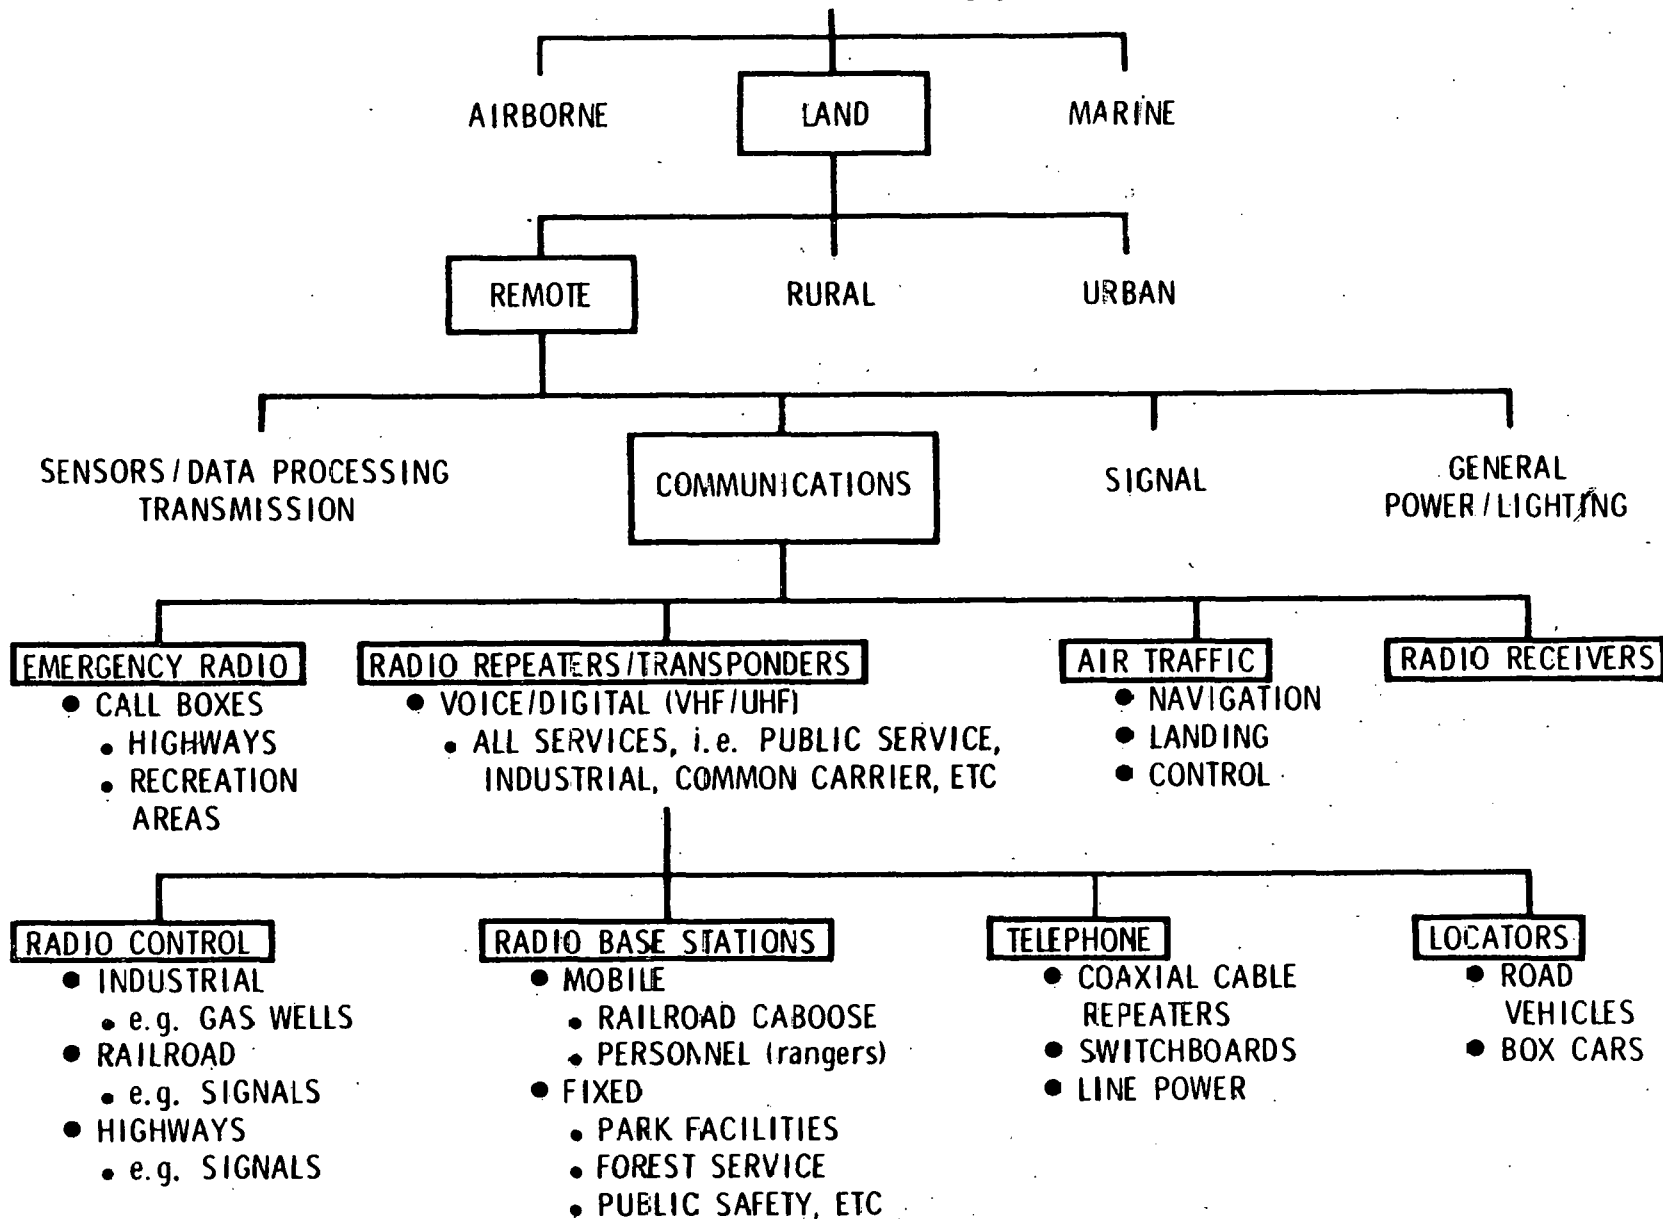 AIRBORNE
LAND
MARINE
REMOTE
RURAL
URBAN
SENSORS/DATA PROCESSING
TRANSMISSION
COMMUNICATIONS
SIGNAL
GENERAL
POWER/LIGHTING
EMERGENCY RADIO
● CALL BOXES
• HIGHWAYS
• RECREATION
AREAS
RADIO REPEATERS/TRANSPONDERS
● VOICE/DIGITAL (VHF/UHF)
• ALL SERVICES, i.e. PUBLIC SERVICE,
INDUSTRIAL, COMMON CARRIER, ETC
AIR TRAFFIC
● NAVIGATION
● LANDING
● CONTROL
RADIO RECEIVERS
RADIO CONTROL
● INDUSTRIAL
• e.g. GAS WELLS
● RAILROAD
• e.g. SIGNALS
● HIGHWAYS
• e.g. SIGNALS
RADIO BASE STATIONS
● MOBILE
• RAILROAD CABOOSE
• PERSONNEL (rangers)
● FIXED
• PARK FACILITIES
• FOREST SERVICE
• PUBLIC SAFETY, ETC
TELEPHONE
● COAXIAL CABLE
REPEATERS
● SWITCHBOARDS
● LINE POWER
LOCATORS
● ROAD
VEHICLES
● BOX CARS